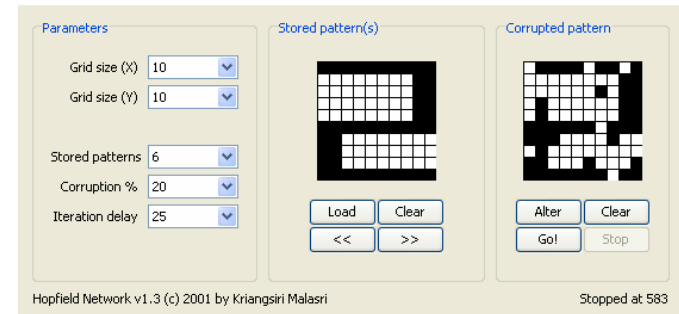 Parameters
Grid size (X) 10
Grid size (Y) 10
Stored patterns 6
Corruption % 20
Iteration delay 25
Stored pattern(s)
Load Clear
<< >>
Corrupted pattern
Alter Clear
Go! Stop
Hopfield Network v1.3 (c) 2001 by Kriangsiri Malasri
Stopped at 583